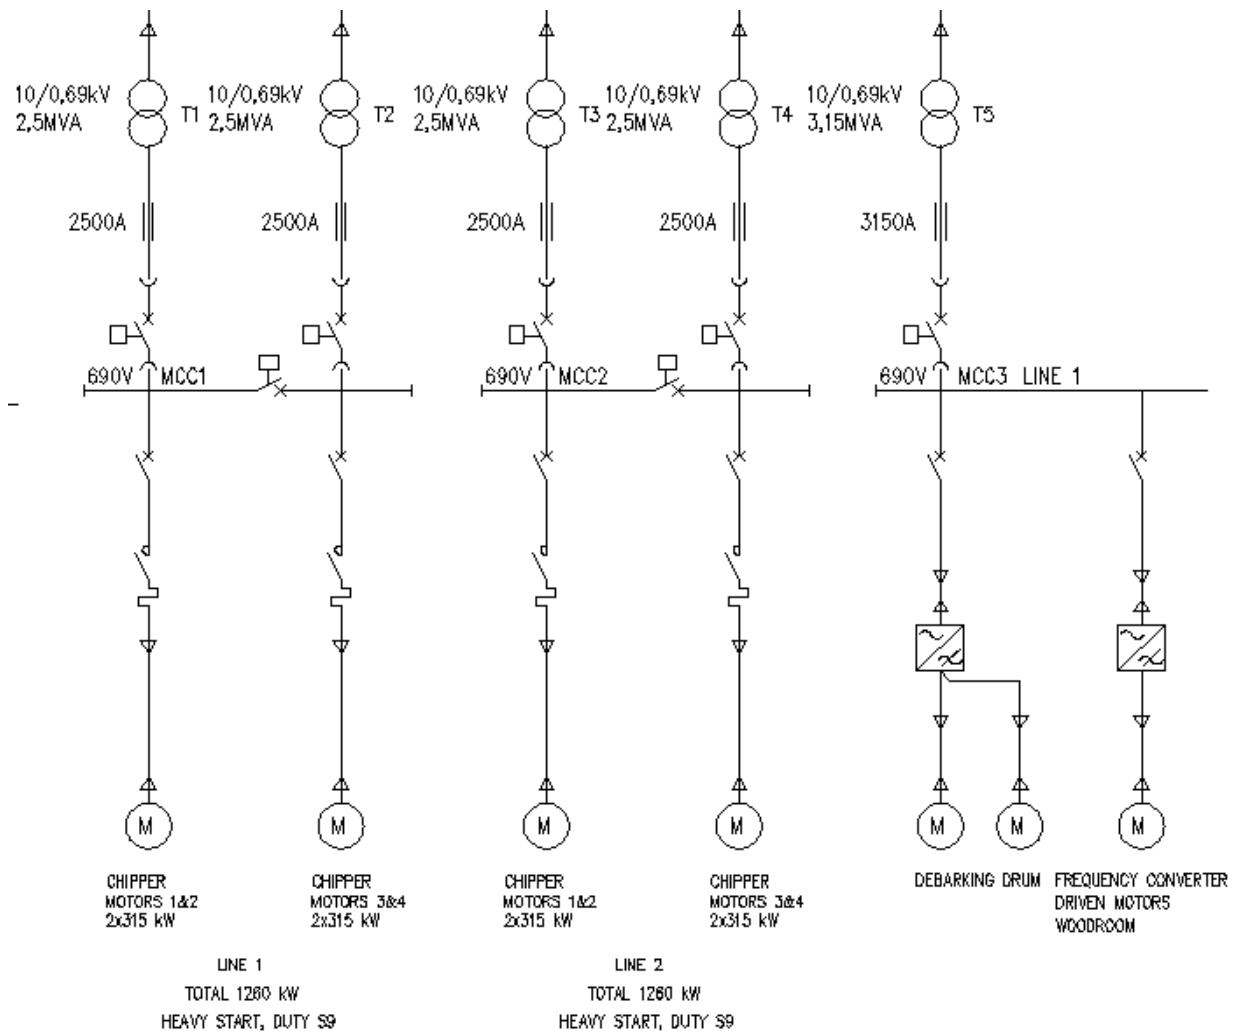 10/0,69kV
2,5MVA
T1
10/0,69kV
2,5MVA
T2
10/0,69kV
2,5MVA
T3
10/0,69kV
2,5MVA
T4
10/0,69kV
3,15MVA
T5
2500A
2500A
2500A
2500A
3150A
690V MCC1
690V MCC2
690V MCC3 LINE 1
M
M
M
M
M
M
M
CHIPPER
MOTORS 1&2
2x315 kW
CHIPPER
MOTORS 3&4
2x315 kW
CHIPPER
MOTORS 1&2
2x315 kW
CHIPPER
MOTORS 3&4
2x315 kW
DEBARKING DRUM
FREQUENCY CONVERTER
DRIVEN MOTORS
WOODROOM
LINE 1
TOTAL 1260 kW
HEAVY START, DUTY S9
LINE 2
TOTAL 1260 kW
HEAVY START, DUTY S9